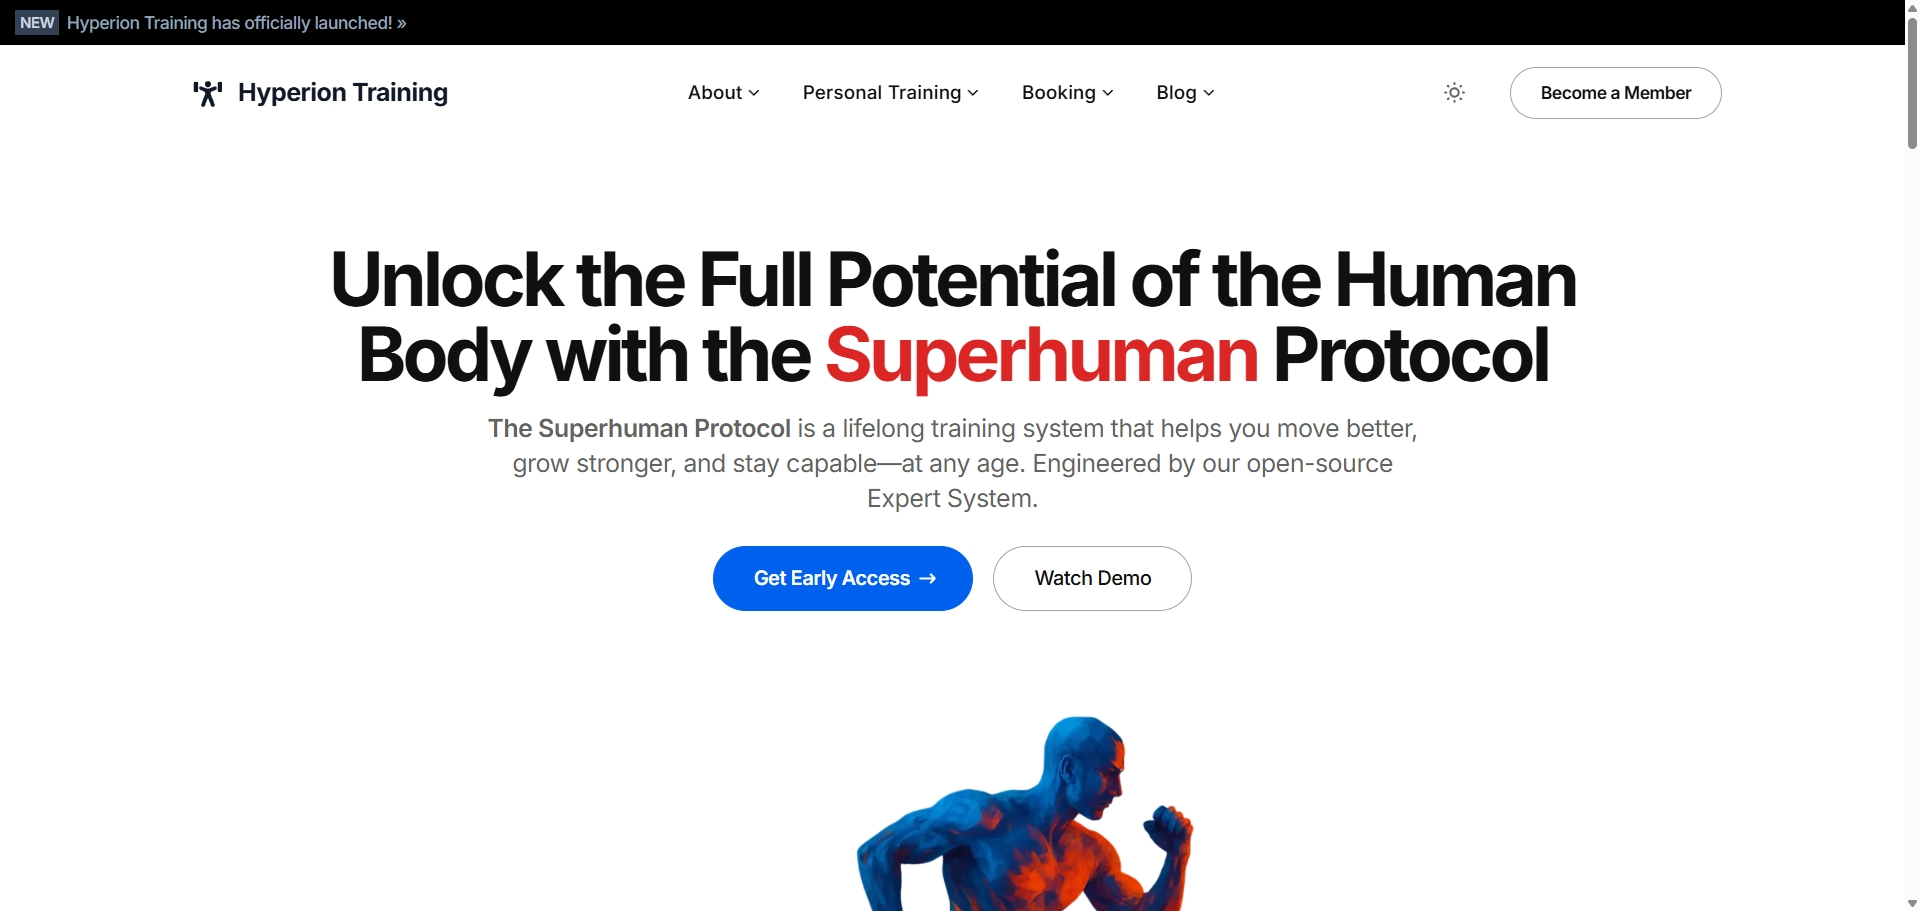 NEW Hyperion Training has officially launched! »
Hyperion Training
About
Personal Training
Booking
Blog
Become a Member
Unlock the Full Potential of the Human
Body with the Superhuman Protocol
The Superhuman Protocol is a lifelong training system that helps you move better,
grow stronger, and stay capable—at any age. Engineered by our open-source
Expert System.
Get Early Access →
Watch Demo